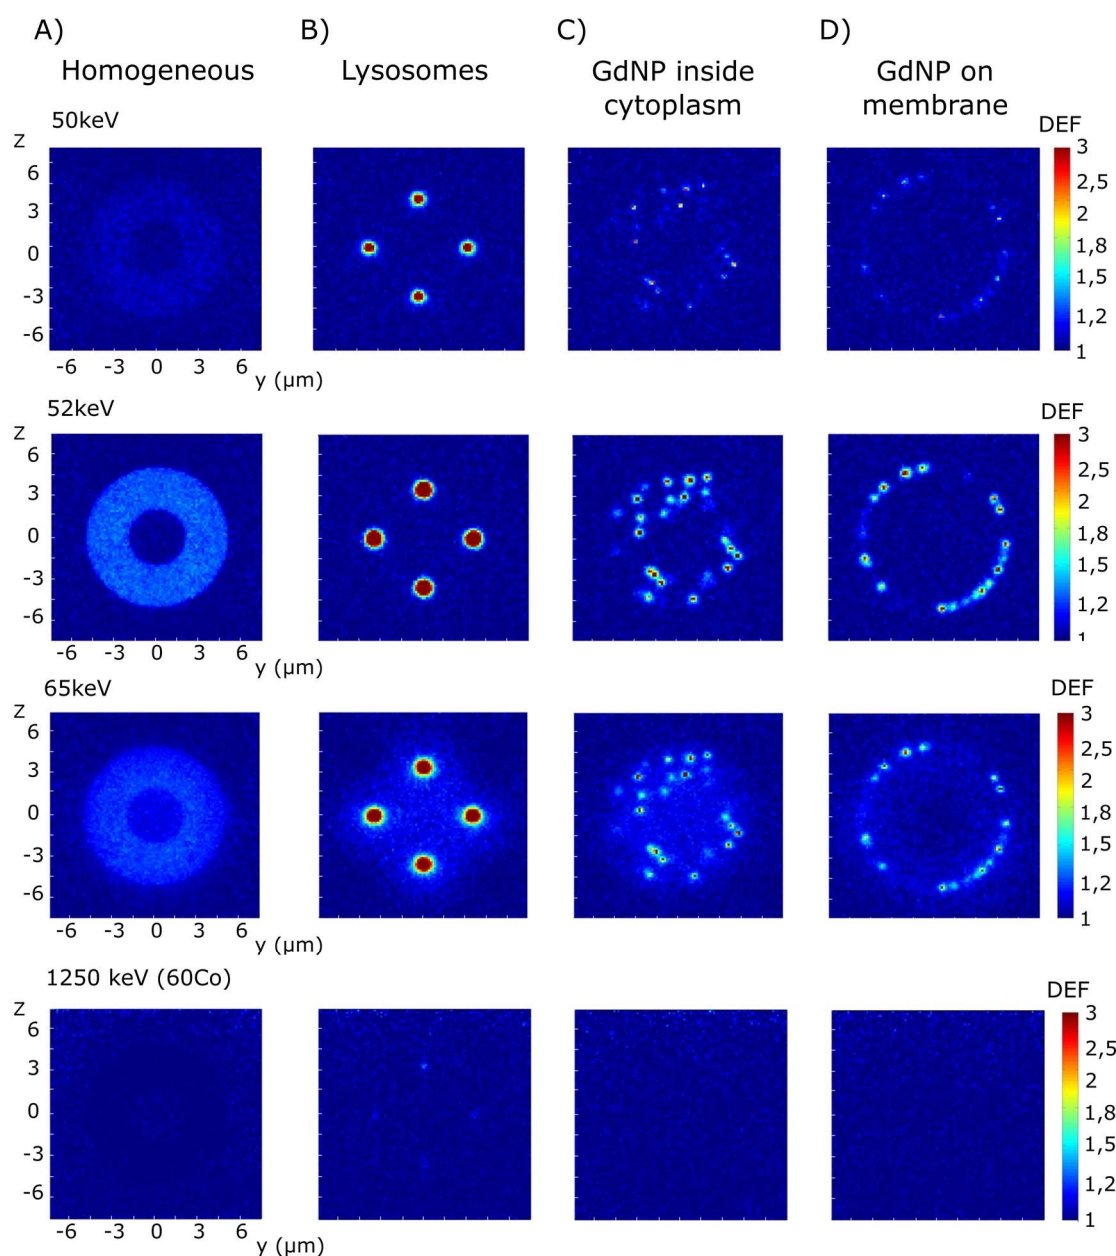 A)
B)
C)
D)
Homogeneous
Lysosomes
GdNP inside
cytoplasm
GdNP on
membrane
50keV
DEF
Z
6
3
0
-3
-6
-6 -3 0 3 6
y (μm)
3
2,5
2
1,8
1,5
1,2
1
52keV
DEF
Z
6
3
0
-3
-6
-6 -3 0 3 6
y (μm)
3
2,5
2
1,8
1,5
1,2
1
65keV
DEF
Z
6
3
0
-3
-6
-6 -3 0 3 6
y (μm)
3
2,5
2
1,8
1,5
1,2
1
1250 keV (60Co)
DEF
Z
6
3
0
-3
-6
-6 -3 0 3 6
y (μm)
3
2,5
2
1,8
1,5
1,2
1